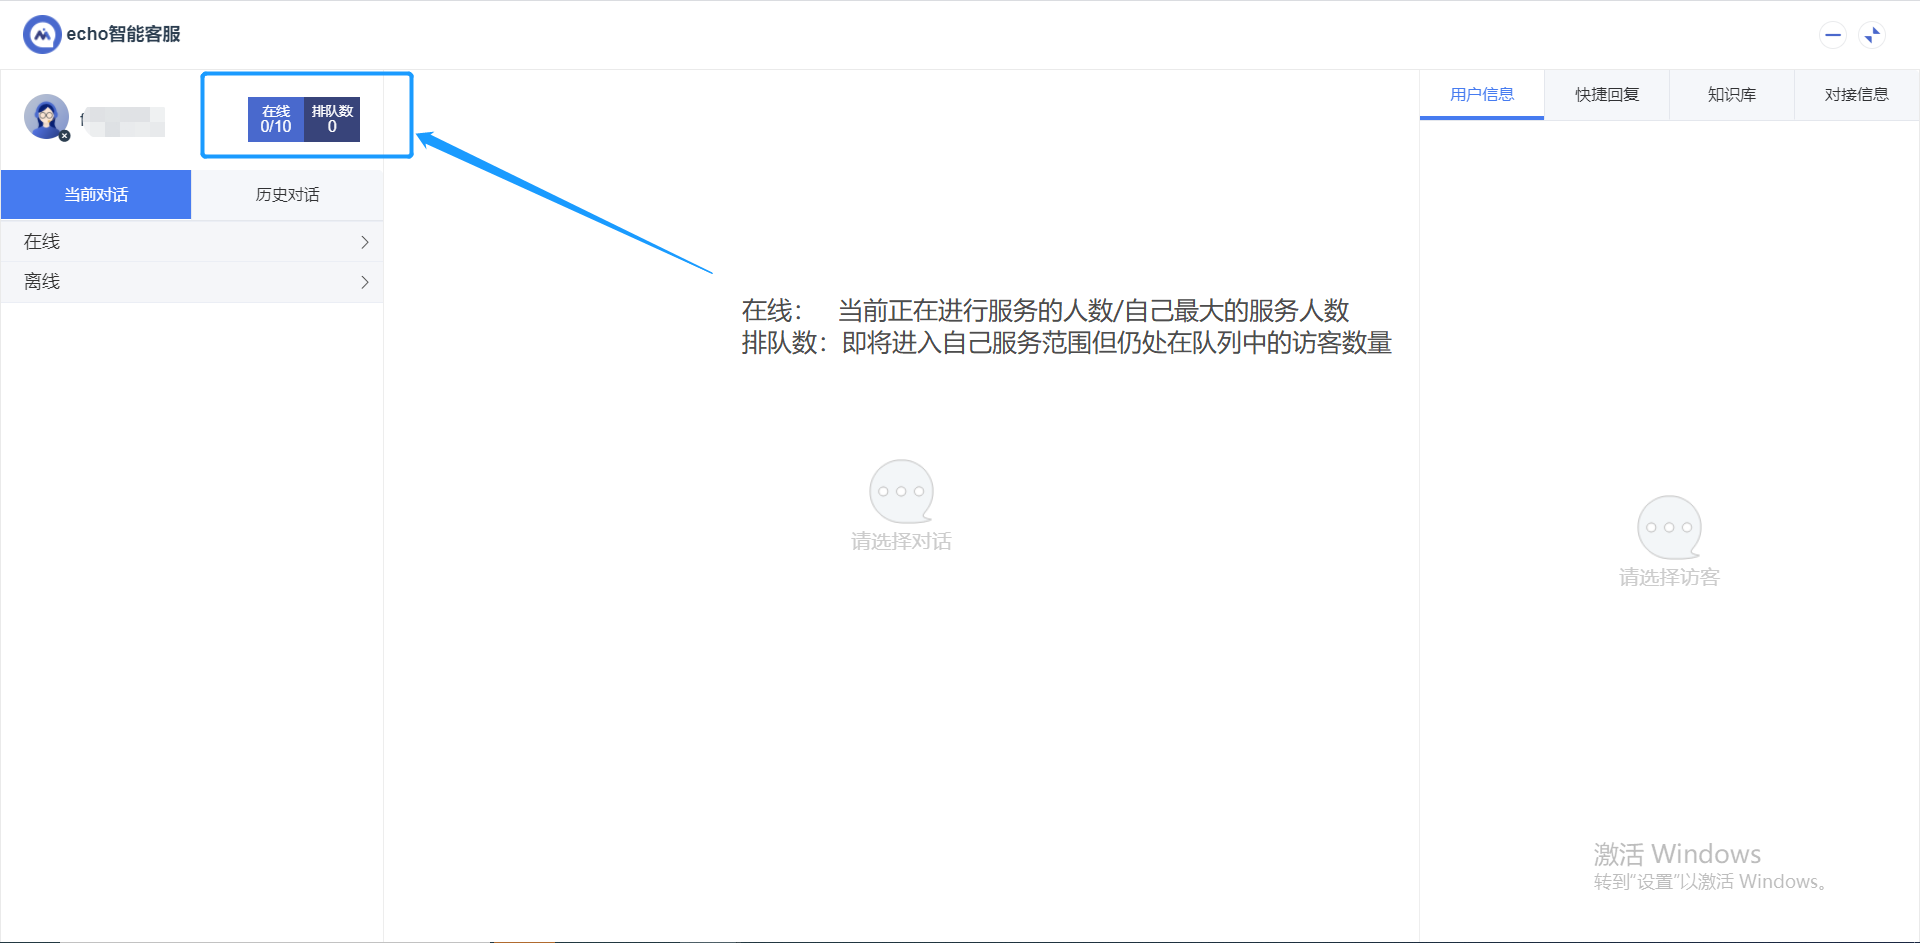 echo智能客服
在线
0/10
排队数
0
当前对话
历史对话
在线
离线
在线： 当前正在进行服务的人数/自己最大的服务人数
排队数：即将进入自己服务范围但仍处在队列中的访客数量
请选择对话
用户信息
快捷回复
知识库
对接信息
请选择访客
激活 Windows
转到“设置”以激活 Windows。